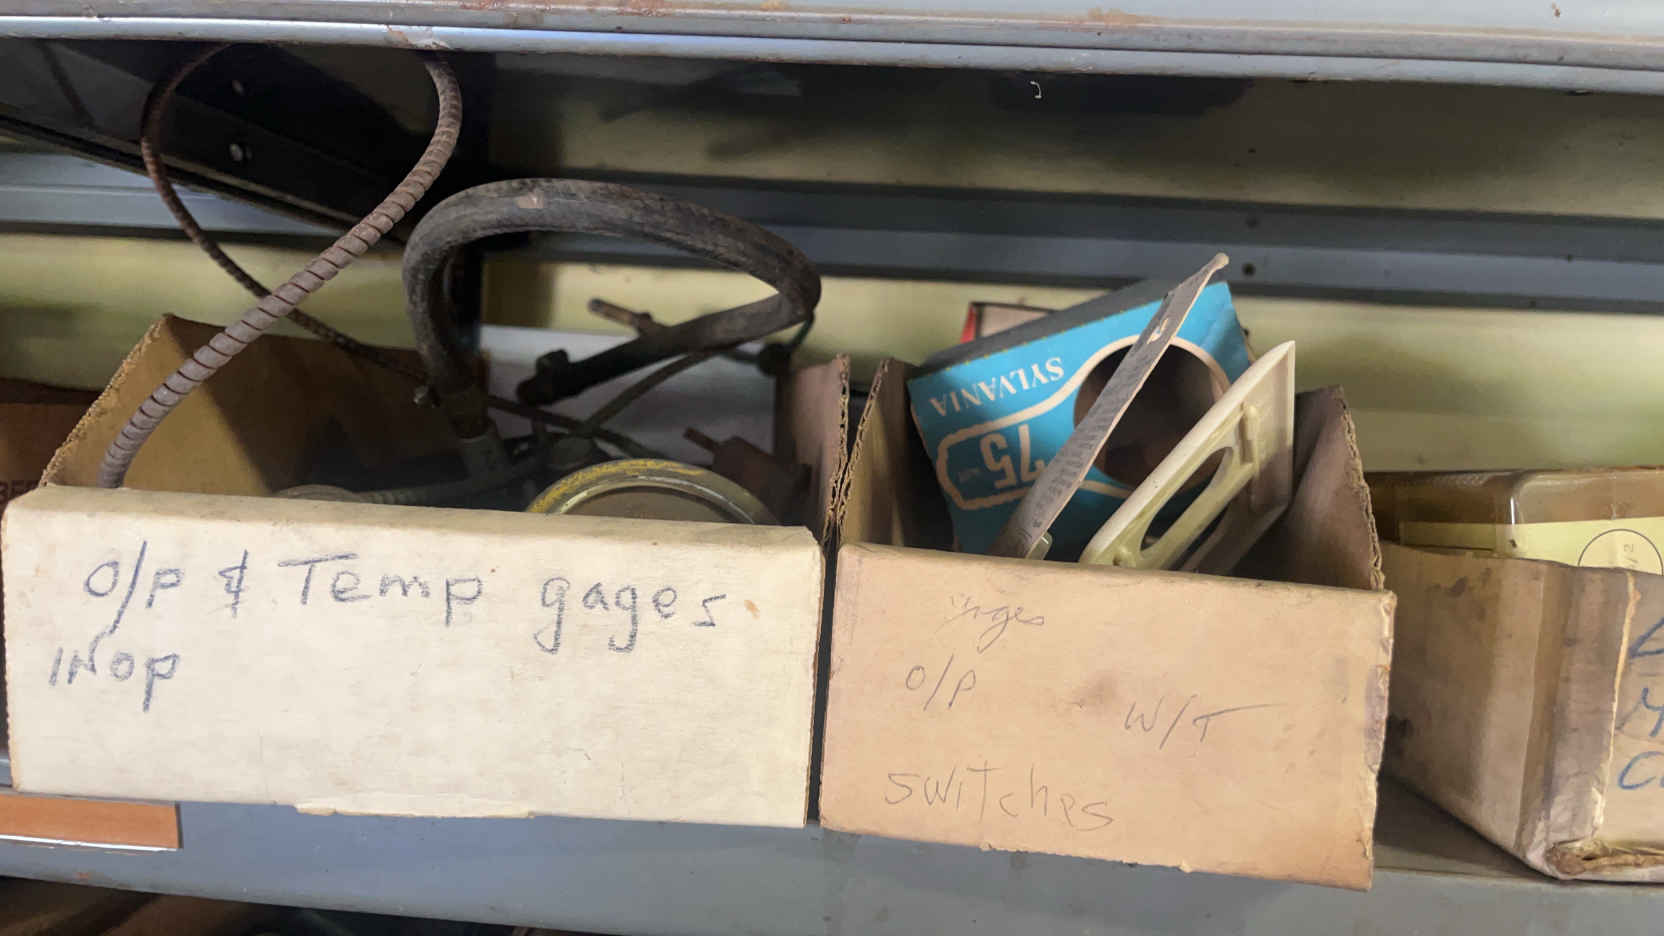 O/P & Temp gages
INOP
SYLVANIA
75
O/P
W/T
switches